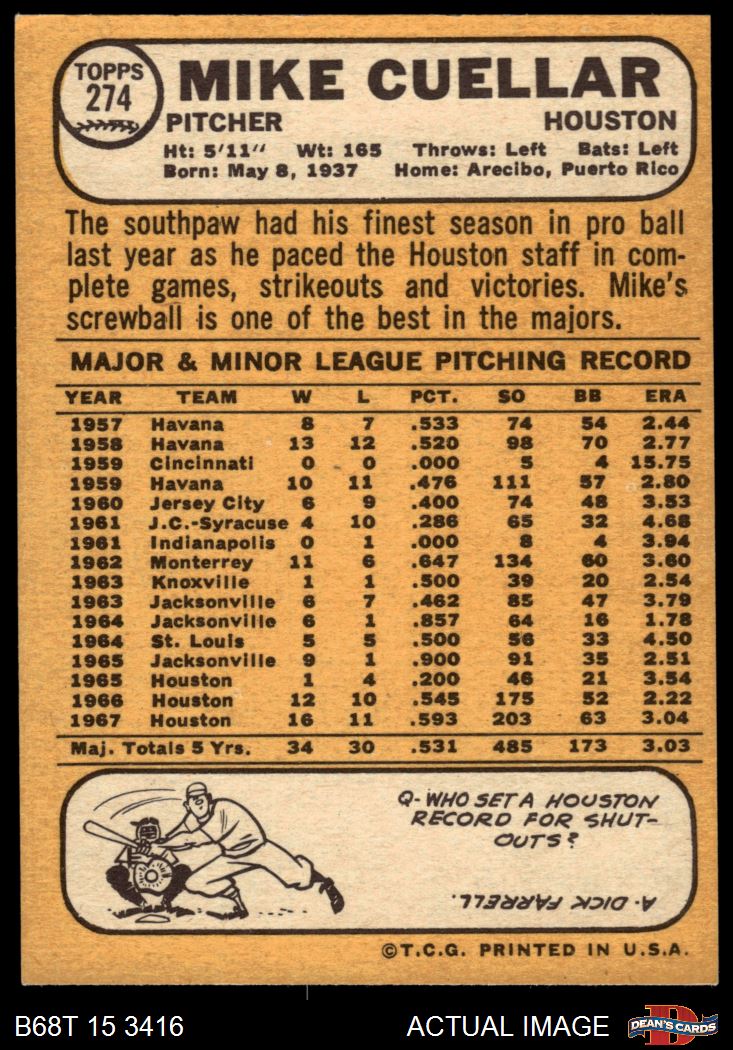 TOPPS
274
MIKE CUELLAR
PITCHER HOUSTON
Ht: 5'11" Wt: 165 Throws: Left Bats: Left
Born: May 8, 1937 Home: Arecibo, Puerto Rico
The southpaw had his finest season in pro ball
last year as he paced the Houston staff in com-
plete games, strikeouts and victories. Mike's
screwball is one of the best in the majors.
MAJOR & MINOR LEAGUE PITCHING RECORD
YEAR TEAM W L PCT. SO BB ERA
1957 Havana 8 7 .533 74 54 2.44
1958 Havana 13 12 .520 98 70 2.77
1959 Cincinnati 0 0 .000 5 4 15.75
1959 Havana 10 11 .476 111 57 2.80
1960 Jersey City 6 9 .400 74 48 3.53
1961 J.C.-Syracuse 4 10 .286 65 32 4.68
1961 Indianapolis 0 1 .000 8 4 3.94
1962 Monterrey 11 6 .647 134 60 3.60
1963 Knoxville 1 1 .500 39 20 2.54
1963 Jacksonville 6 7 .462 85 47 3.79
1964 Jacksonville 6 1 .857 64 16 1.78
1964 St. Louis 5 5 .500 56 33 4.50
1965 Jacksonville 9 1 .900 91 35 2.51
1965 Houston 1 4 .200 46 21 3.54
1966 Houston 12 10 .545 175 52 2.22
1967 Houston 16 11 .593 203 63 3.04
Maj. Totals 5 Yrs. 34 30 .531 485 173 3.03
Q-WHO SET A HOUSTON
RECORD FOR SHUT-
OUTS?
A-DICK FARRELL.
©T.C.G. PRINTED IN U.S.A.
B68T 15 3416 ACTUAL IMAGE D DEAN'S CARDS